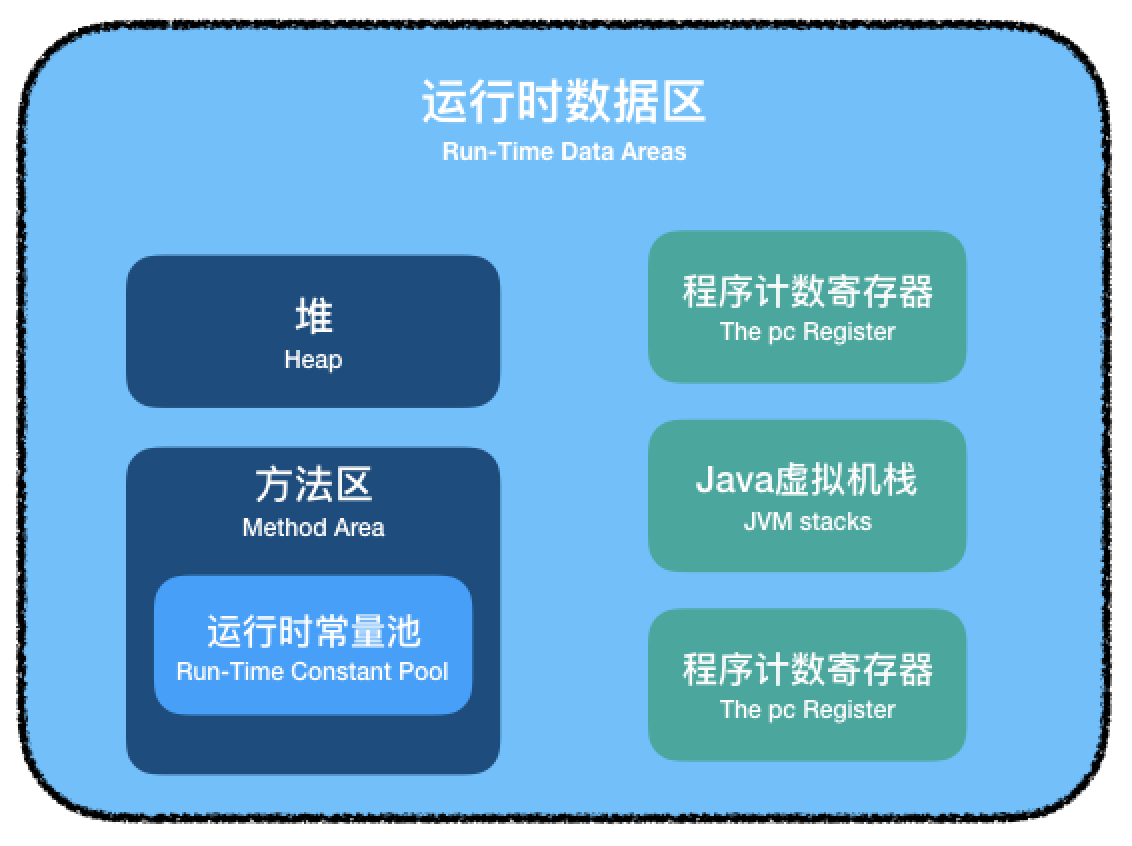 运行时数据区
Run-Time Data Areas
堆
Heap
方法区
Method Area
运行时常量池
Run-Time Constant Pool
程序计数寄存器
The pc Register
Java虚拟机栈
JVM stacks
程序计数寄存器
The pc Register